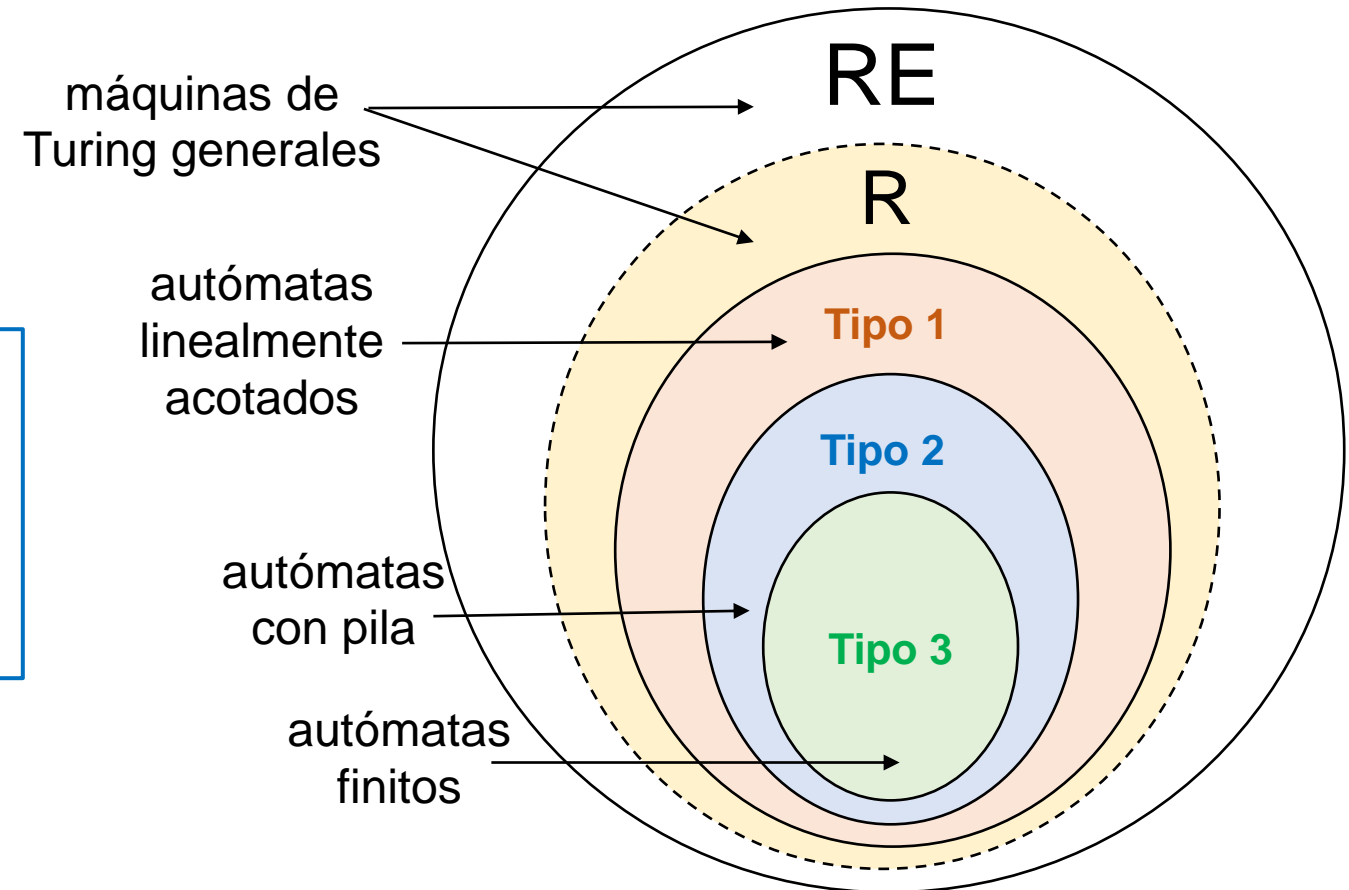 RE
máquinas de
Turing generales
R
autómatas
linealmente
acotados
Tipo 1
Tipo 2
autómatas
con pila
Tipo 3
autómatas
finitos